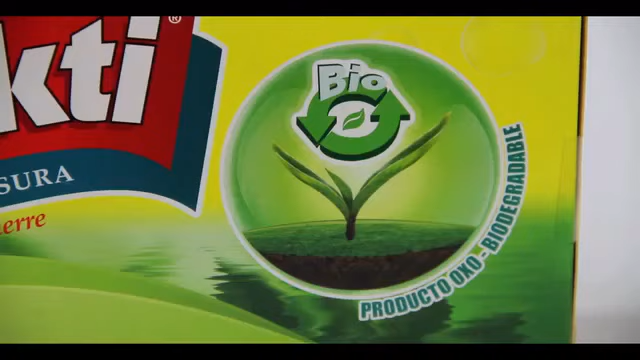 kti®
SURA
ierre
Bio
PRODUCTO OXO - BIODEGRADABLE